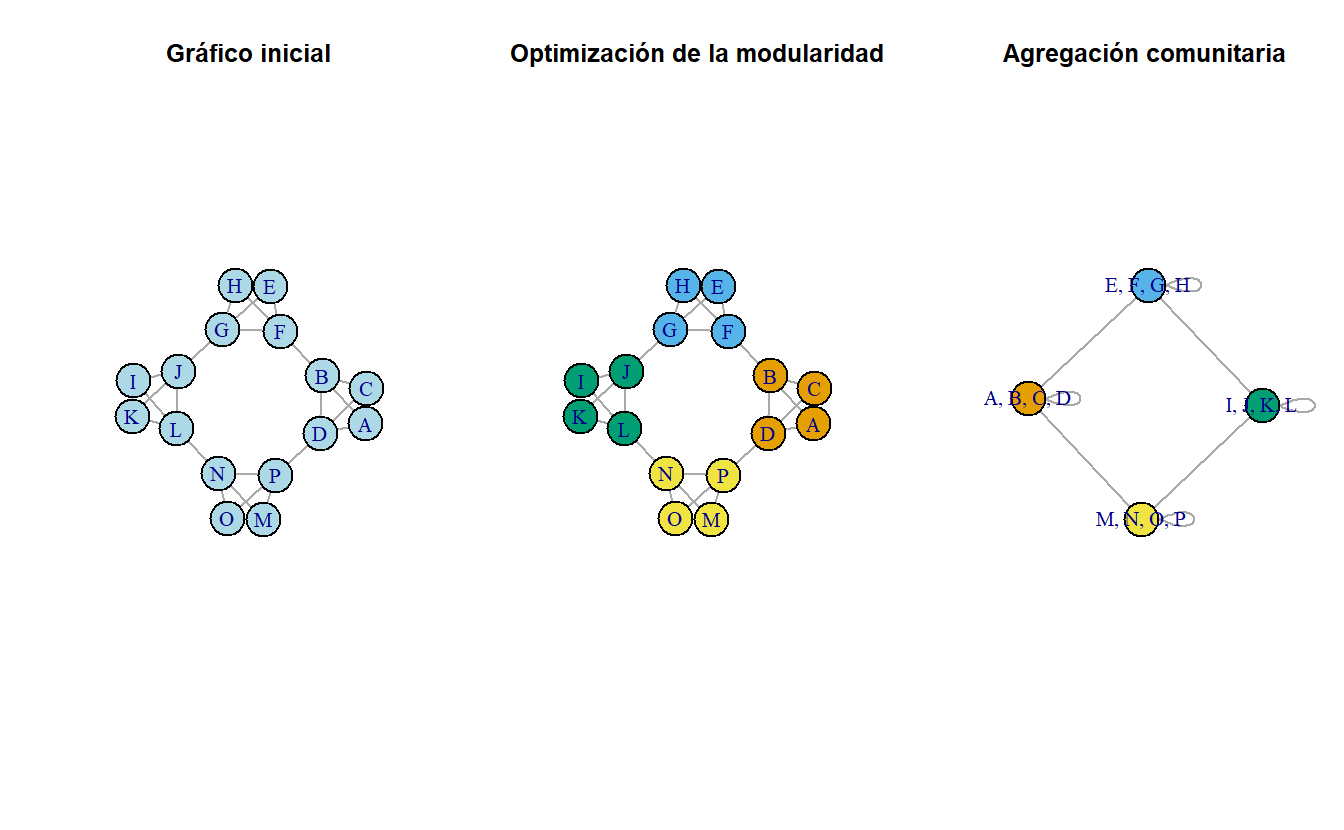 Gráfico inicial
Optimización de la modularidad
Agregación comunitaria
H
E
G
F
J
I
B
C
K
L
D
A
N
P
O
M
H
E
G
F
J
I
B
C
K
L
D
A
N
P
O
M
E, F, G, H
A, B, C, D
I, J, K, L
M, N, O, P